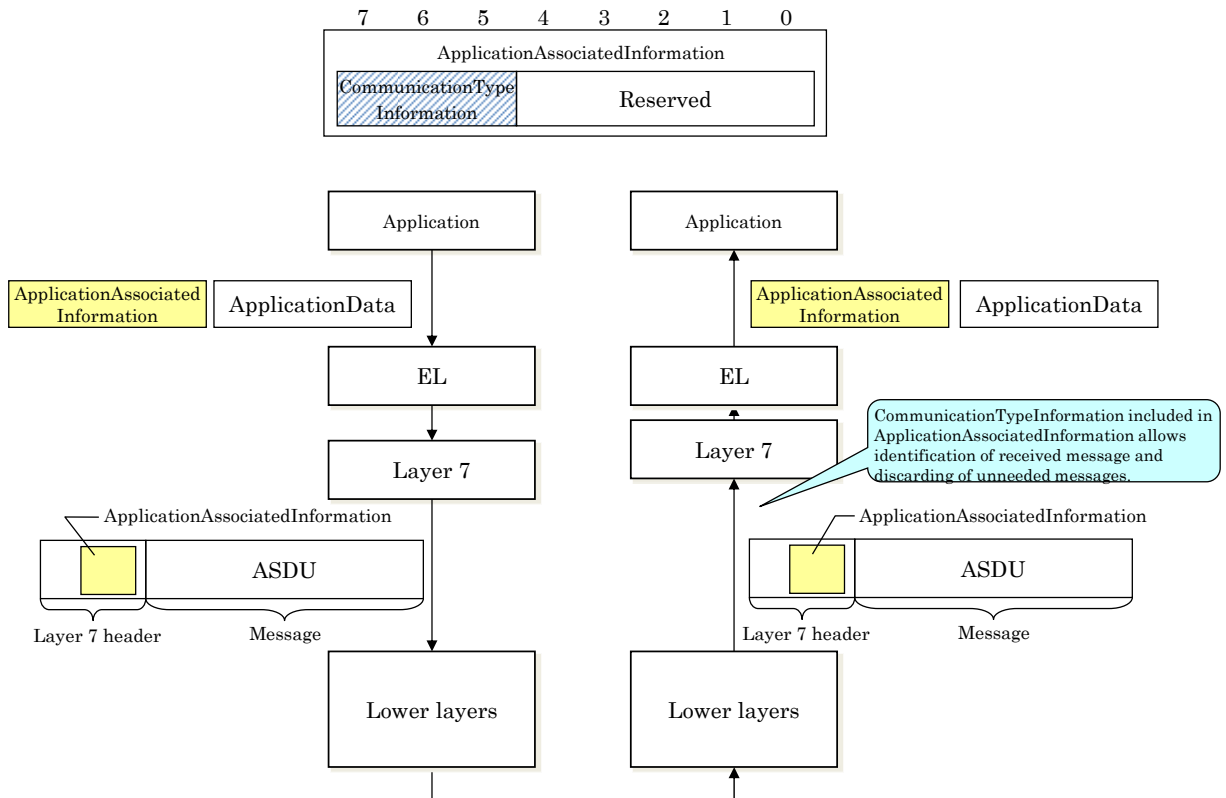 7 6 5 4 3 2 1 0
ApplicationAssociatedInformation
CommunicationType
Information
Reserved
Application
Application
ApplicationAssociated
Information
ApplicationData
ApplicationAssociated
Information
ApplicationData
EL
EL
CommunicationTypeInformation included in
ApplicationAssociatedInformation allows
identification of received message and
discarding of unneeded messages.
Layer 7
Layer 7
ApplicationAssociatedInformation
ASDU
Layer 7 header
Message
ApplicationAssociatedInformation
ASDU
Layer 7 header
Message
Lower layers
Lower layers